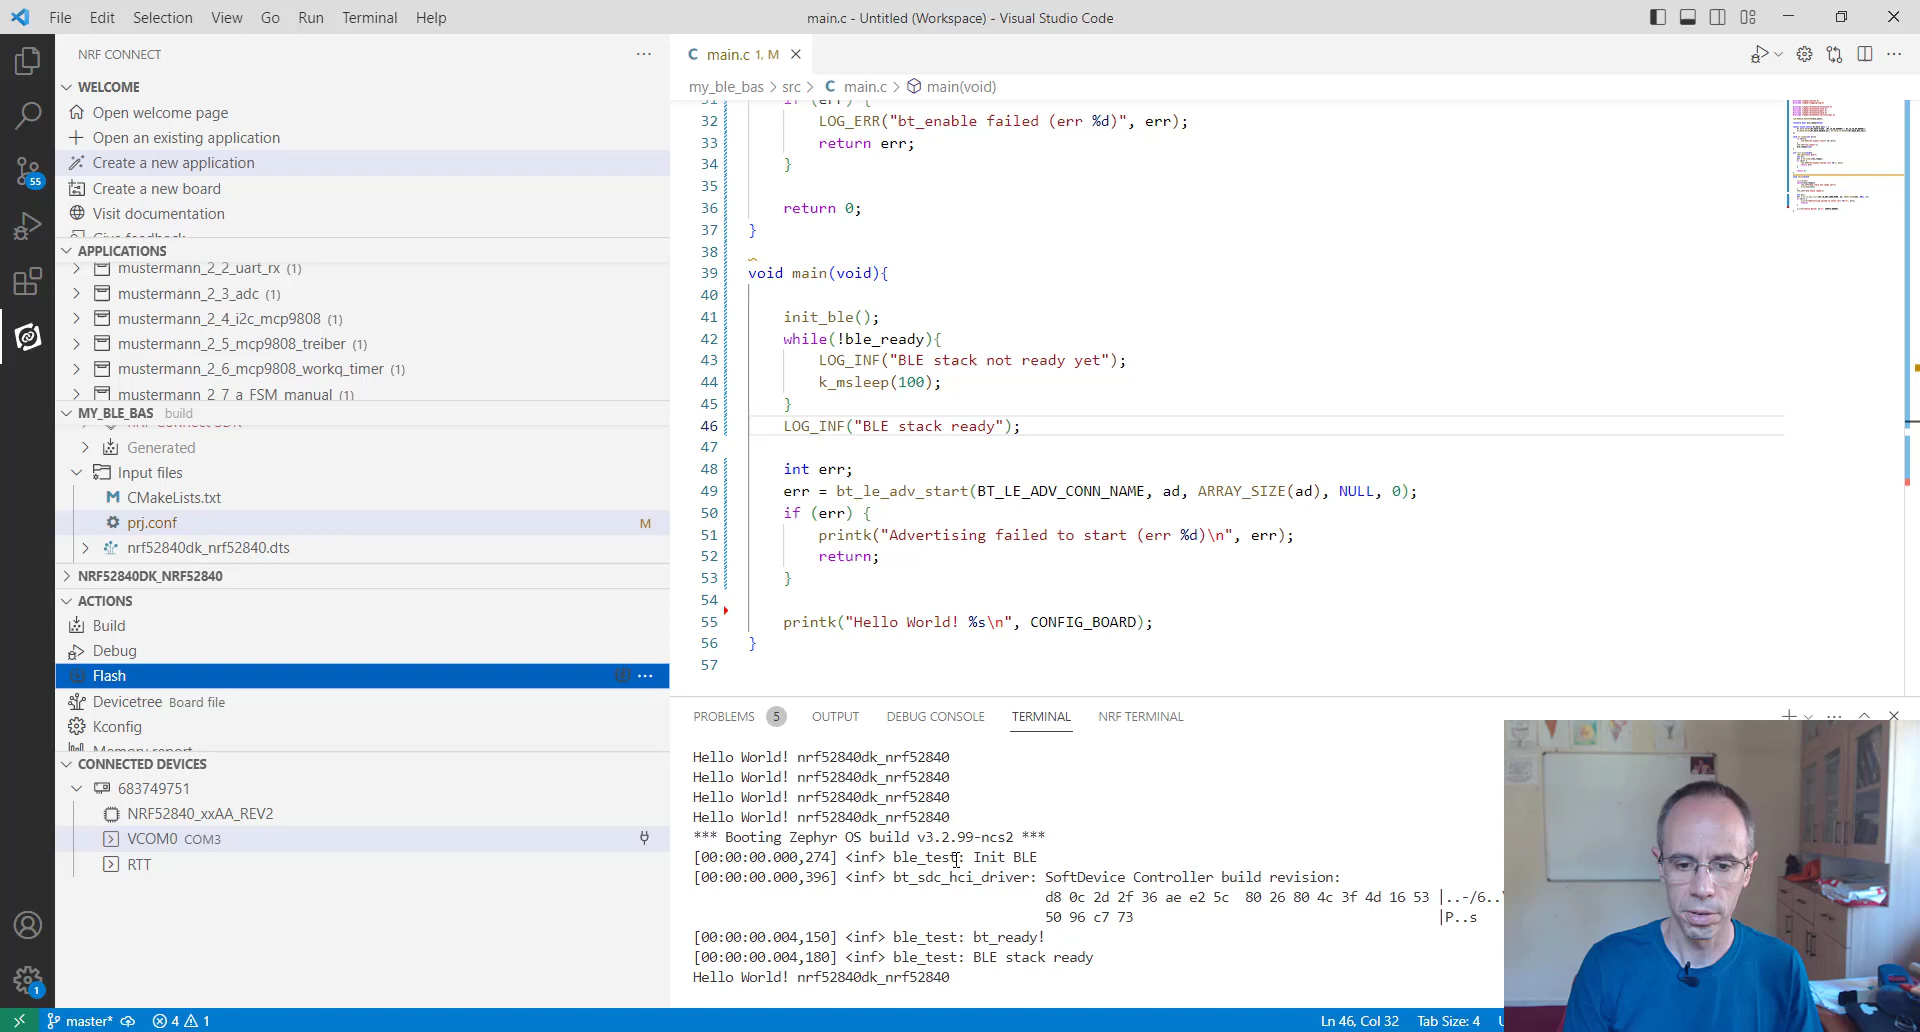 File Edit Selection View Go Run Terminal Help
main.c - Untitled (Workspace) - Visual Studio Code
NRF CONNECT
WELCOME
Open welcome page
Open an existing application
Create a new application
Create a new board
Visit documentation
Give feedback
APPLICATIONS
mustermann_2_2_uart_rx (1)
mustermann_2_3_adc (1)
mustermann_2_4_i2c_mcp9808 (1)
mustermann_2_5_mcp9808_treiber (1)
mustermann_2_6_mcp9808_workq_timer (1)
mustermann_2_7_a_FSM_manual (1)
MY_BLE_BAS build
nRF Connect SDK
Generated
Input files
CMakeLists.txt
prj.conf M
nrf52840dk_nrf52840.dts
NRF52840DK_NRF52840
ACTIONS
Build
Debug
Flash
Devicetree Board file
Kconfig
Memory report
CONNECTED DEVICES
683749751
NRF52840_xxAA_REV2
VCOM0 COM3
RTT
55
1
C main.c 1, M
my_ble_bas > src > C main.c > main(void)
31 if (err) {
32 LOG_ERR("bt_enable failed (err %d)", err);
33 return err;
34 }
35
36 return 0;
37 }
38
39 void main(void){
40
41 init_ble();
42 while(!ble_ready){
43 LOG_INF("BLE stack not ready yet");
44 k_msleep(100);
45 }
46 LOG_INF("BLE stack ready");
47
48 int err;
49 err = bt_le_adv_start(BT_LE_ADV_CONN_NAME, ad, ARRAY_SIZE(ad), NULL, 0);
50 if (err) {
51 printk("Advertising failed to start (err %d)\n", err);
52 return;
53 }
54
55 printk("Hello World! %s\n", CONFIG_BOARD);
56 }
57
PROBLEMS 5 OUTPUT DEBUG CONSOLE TERMINAL NRF TERMINAL
Hello World! nrf52840dk_nrf52840
Hello World! nrf52840dk_nrf52840
Hello World! nrf52840dk_nrf52840
Hello World! nrf52840dk_nrf52840
*** Booting Zephyr OS build v3.2.99-ncs2 ***
[00:00:00.000,274] <inf> ble_test: Init BLE
[00:00:00.000,396] <inf> bt_sdc_hci_driver: SoftDevice Controller build revision:
d8 0c 2d 2f 36 ae e2 5c 80 26 80 4c 3f 4d 16 53 |..-/6..\
50 96 c7 73 |P..s
[00:00:00.004,150] <inf> ble_test: bt_ready!
[00:00:00.004,180] <inf> ble_test: BLE stack ready
Hello World! nrf52840dk_nrf52840
master* 4 1
Ln 46, Col 32 Tab Size: 4